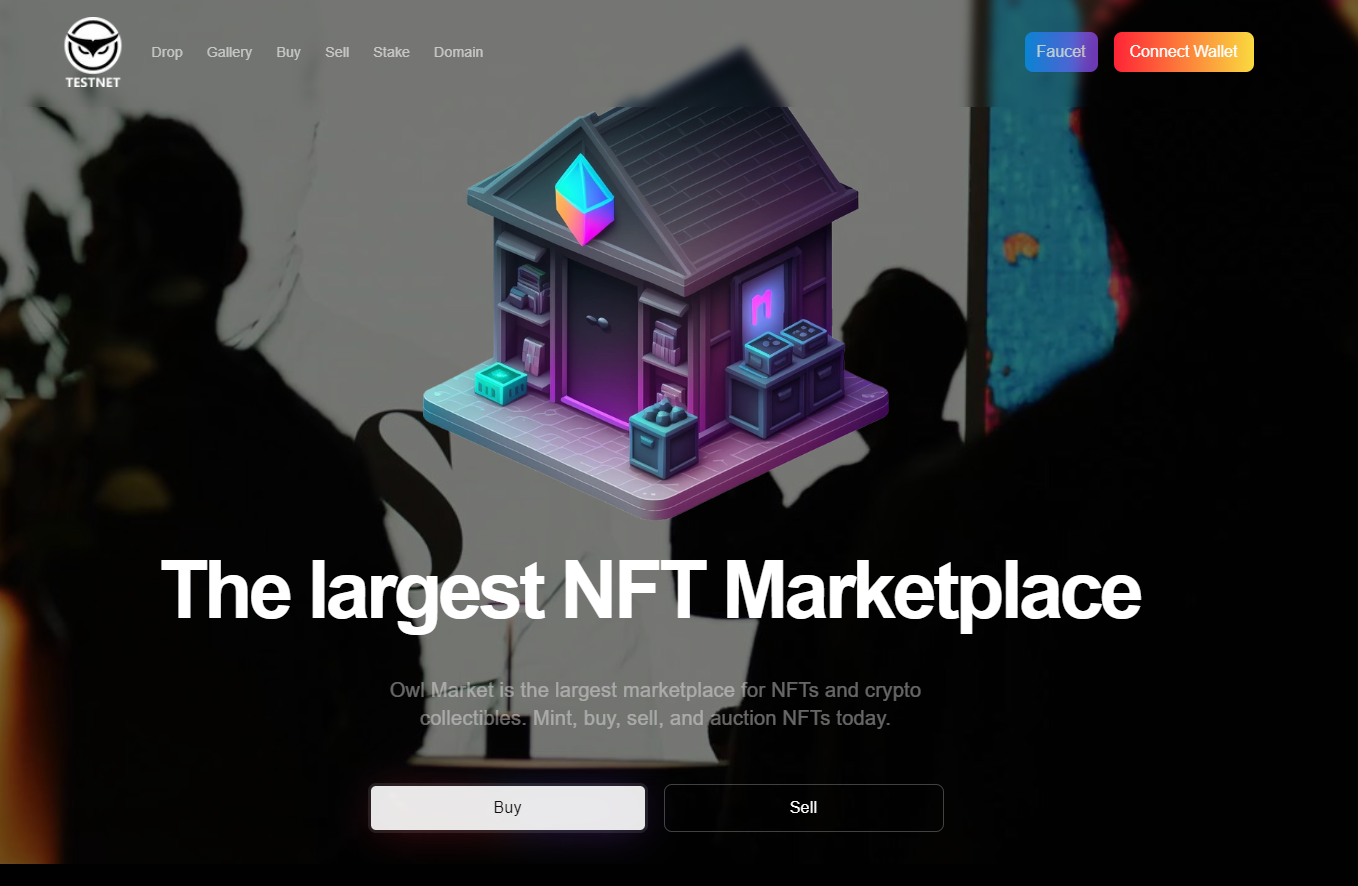 TESTNET
Drop Gallery Buy Sell Stake Domain
Faucet Connect Wallet
The largest NFT Marketplace
Owl Market is the largest marketplace for NFTs and crypto
collectibles. Mint, buy, sell, and auction NFTs today.
Buy Sell